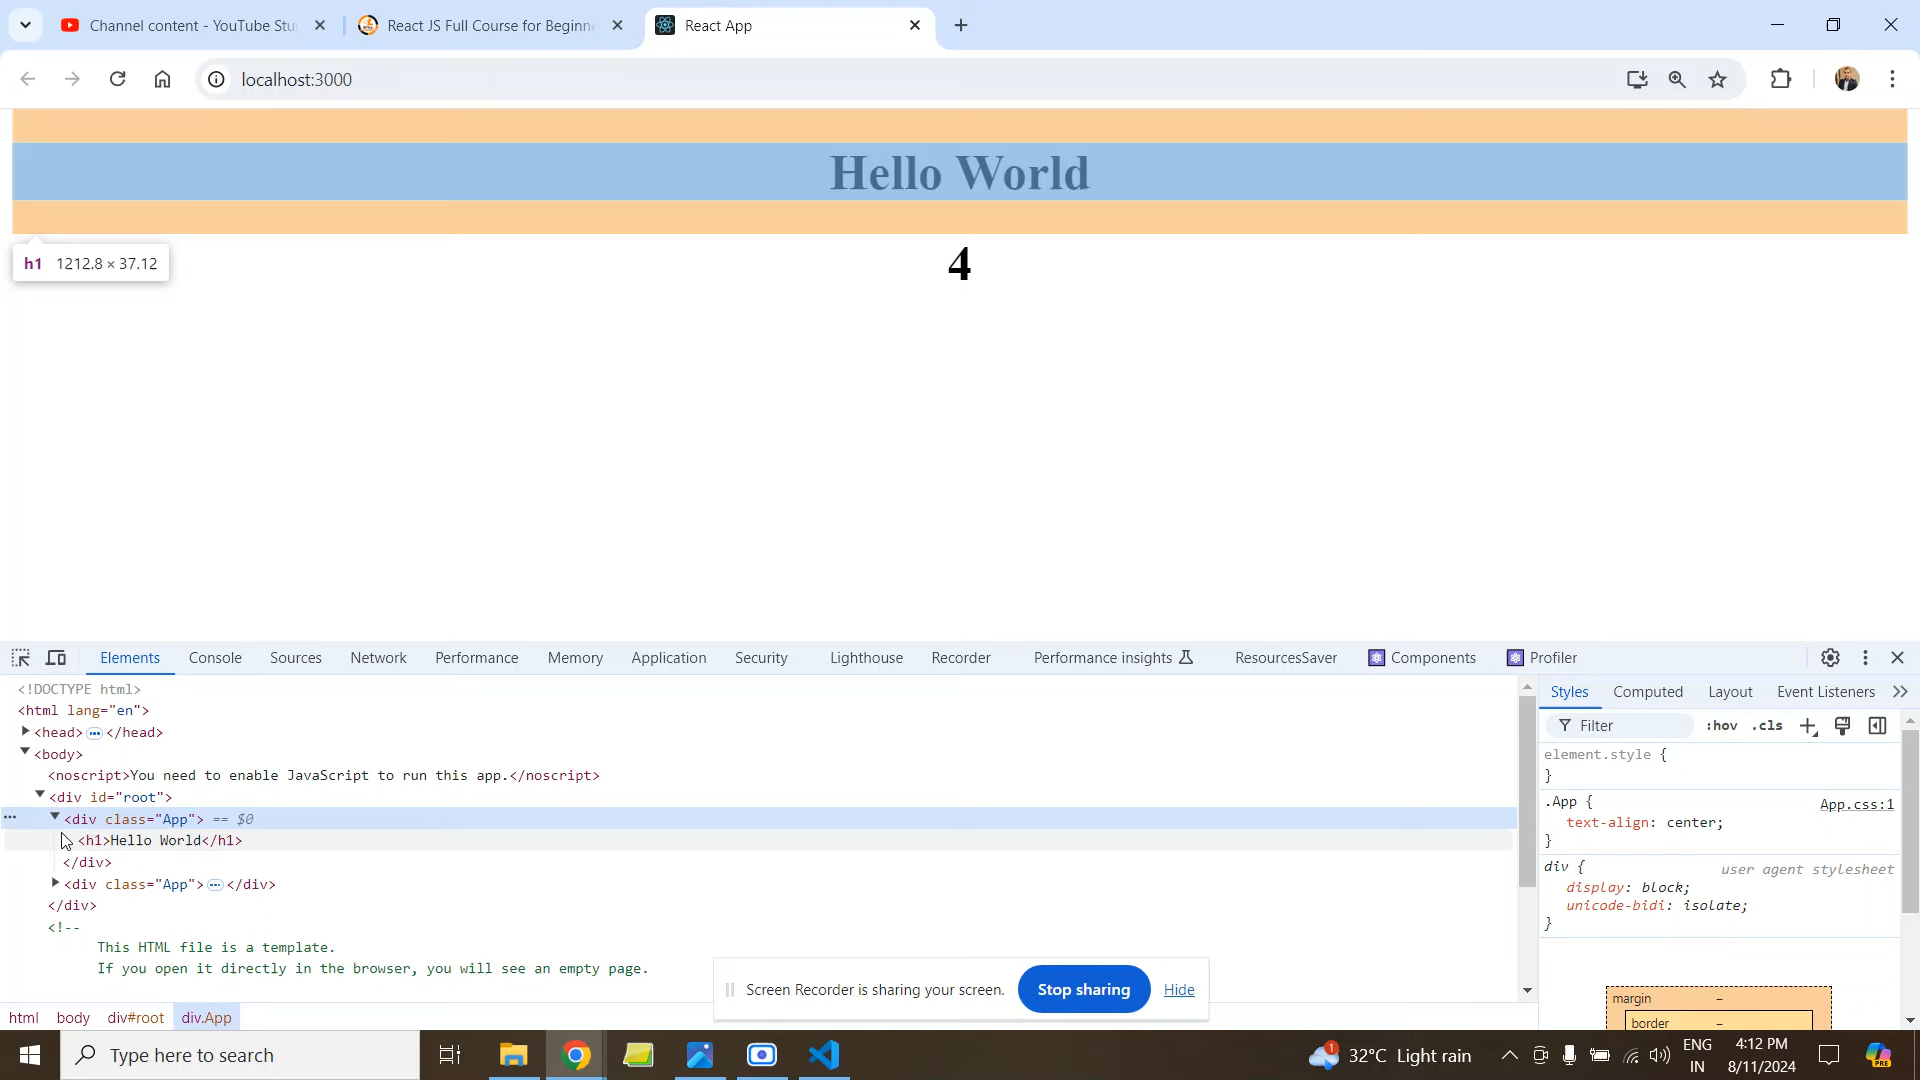 Channel content - YouTube Stu
React JS Full Course for Beginne
React App
localhost:3000
Hello World
h1 1212.8 × 37.12
4
Elements Console Sources Network Performance Memory Application Security Lighthouse Recorder Performance insights ResourcesSaver Components Profiler
<!DOCTYPE html>
<html lang="en">
<head> ••• </head>
<body>
<noscript>You need to enable JavaScript to run this app.</noscript>
<div id="root">
••• <div class="App"> == $0
<h1>Hello World</h1>
</div>
<div class="App"> ••• </div>
</div>
<!--
This HTML file is a template.
If you open it directly in the browser, you will see an empty page.
html body div#root div.App
Styles Computed Layout Event Listeners
Filter :hov .cls
element.style {
}
.App { App.css:1
text-align: center;
}
div { user agent stylesheet
display: block;
unicode-bidi: isolate;
}
margin –
border –
Screen Recorder is sharing your screen. Stop sharing Hide
Type here to search
1 32°C Light rain
ENG
IN
4:12 PM
8/11/2024
PRE